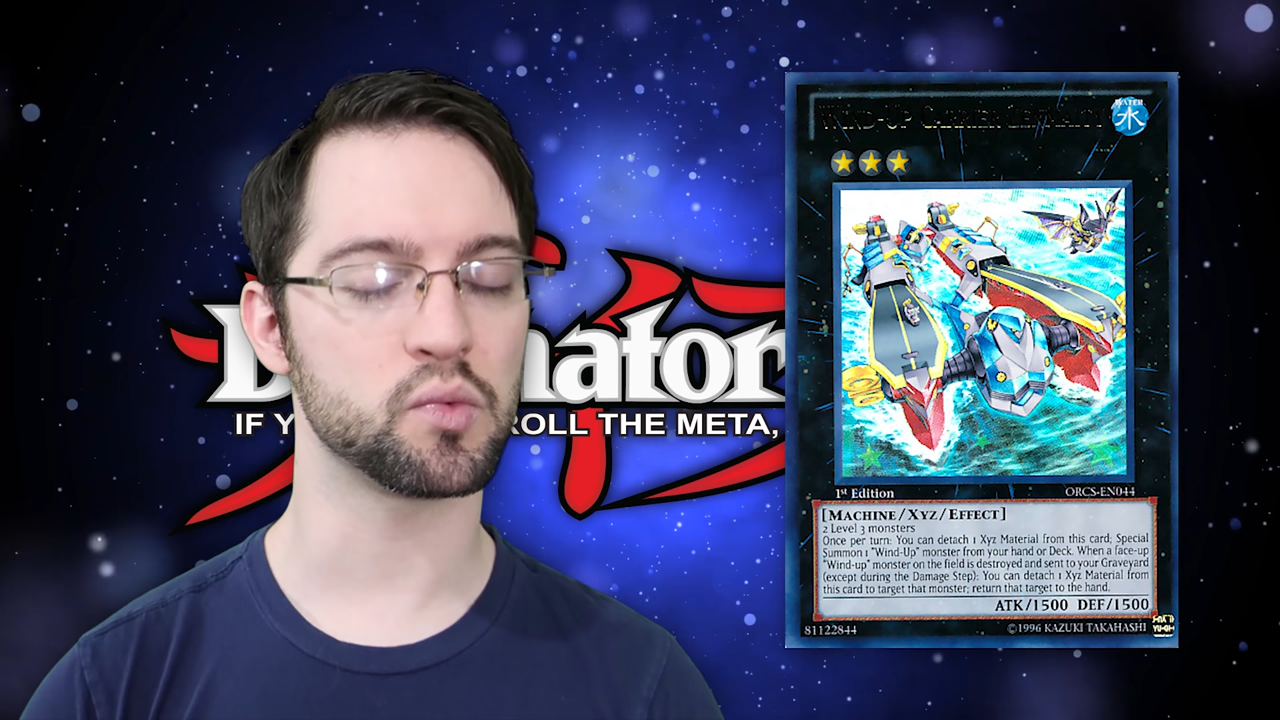 WIND-UP CARRIER ZENMAITY
WATER
水
1st Edition
ORCS-EN044
[MACHINE/XYZ/EFFECT]
2 Level 3 monsters
Once per turn: You can detach 1 Xyz Material from this card; Special
Summon 1 "Wind-Up" monster from your hand or Deck. When a face-up
"Wind-up" monster on the field is destroyed and sent to your Graveyard
(except during the Damage Step): You can detach 1 Xyz Material from
this card to target that monster; return that target to the hand.
ATK/1500 DEF/1500
81122844
©1996 KAZUKI TAKAHASHI
nator
IF Y
ROLL THE META,